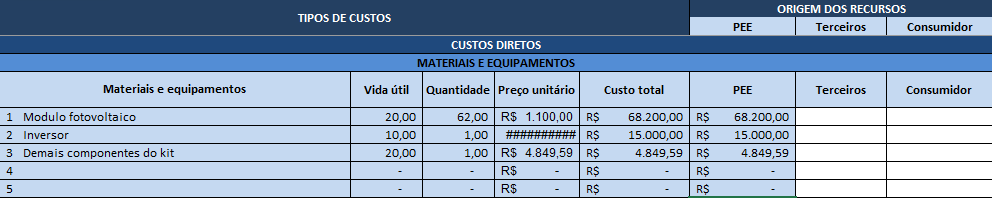 TIPOS DE CUSTOS ORIGEM DOS RECURSOS
PEE Terceiros Consumidor
CUSTOS DIRETOS
MATERIAIS E EQUIPAMENTOS
Materiais e equipamentos Vida útil Quantidade Preço unitário Custo total PEE Terceiros Consumidor
1 Modulo fotovoltaico 20,00 62,00 R$ 1.100,00 R$ 68.200,00 R$ 68.200,00
2 Inversor 10,00 1,00 ########## R$ 15.000,00 R$ 15.000,00
3 Demais componentes do kit 20,00 1,00 R$ 4.849,59 R$ 4.849,59 R$ 4.849,59
4 - - R$ - R$ - R$ -
5 - - R$ - R$ - R$ -